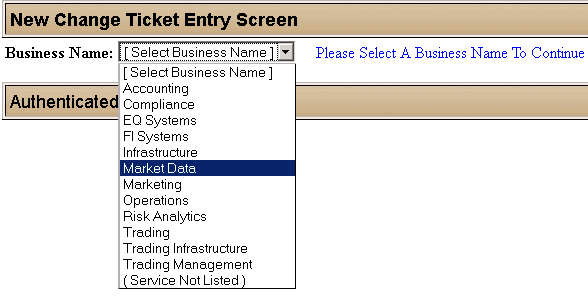 New Change Ticket Entry Screen
Business Name: [ Select Business Name ] Please Select A Business Name To Continue
[ Select Business Name ]
Accounting
Authenticated
Compliance
EQ Systems
FI Systems
Infrastructure
Market Data
Marketing
Operations
Risk Analytics
Trading
Trading Infrastructure
Trading Management
( Service Not Listed )